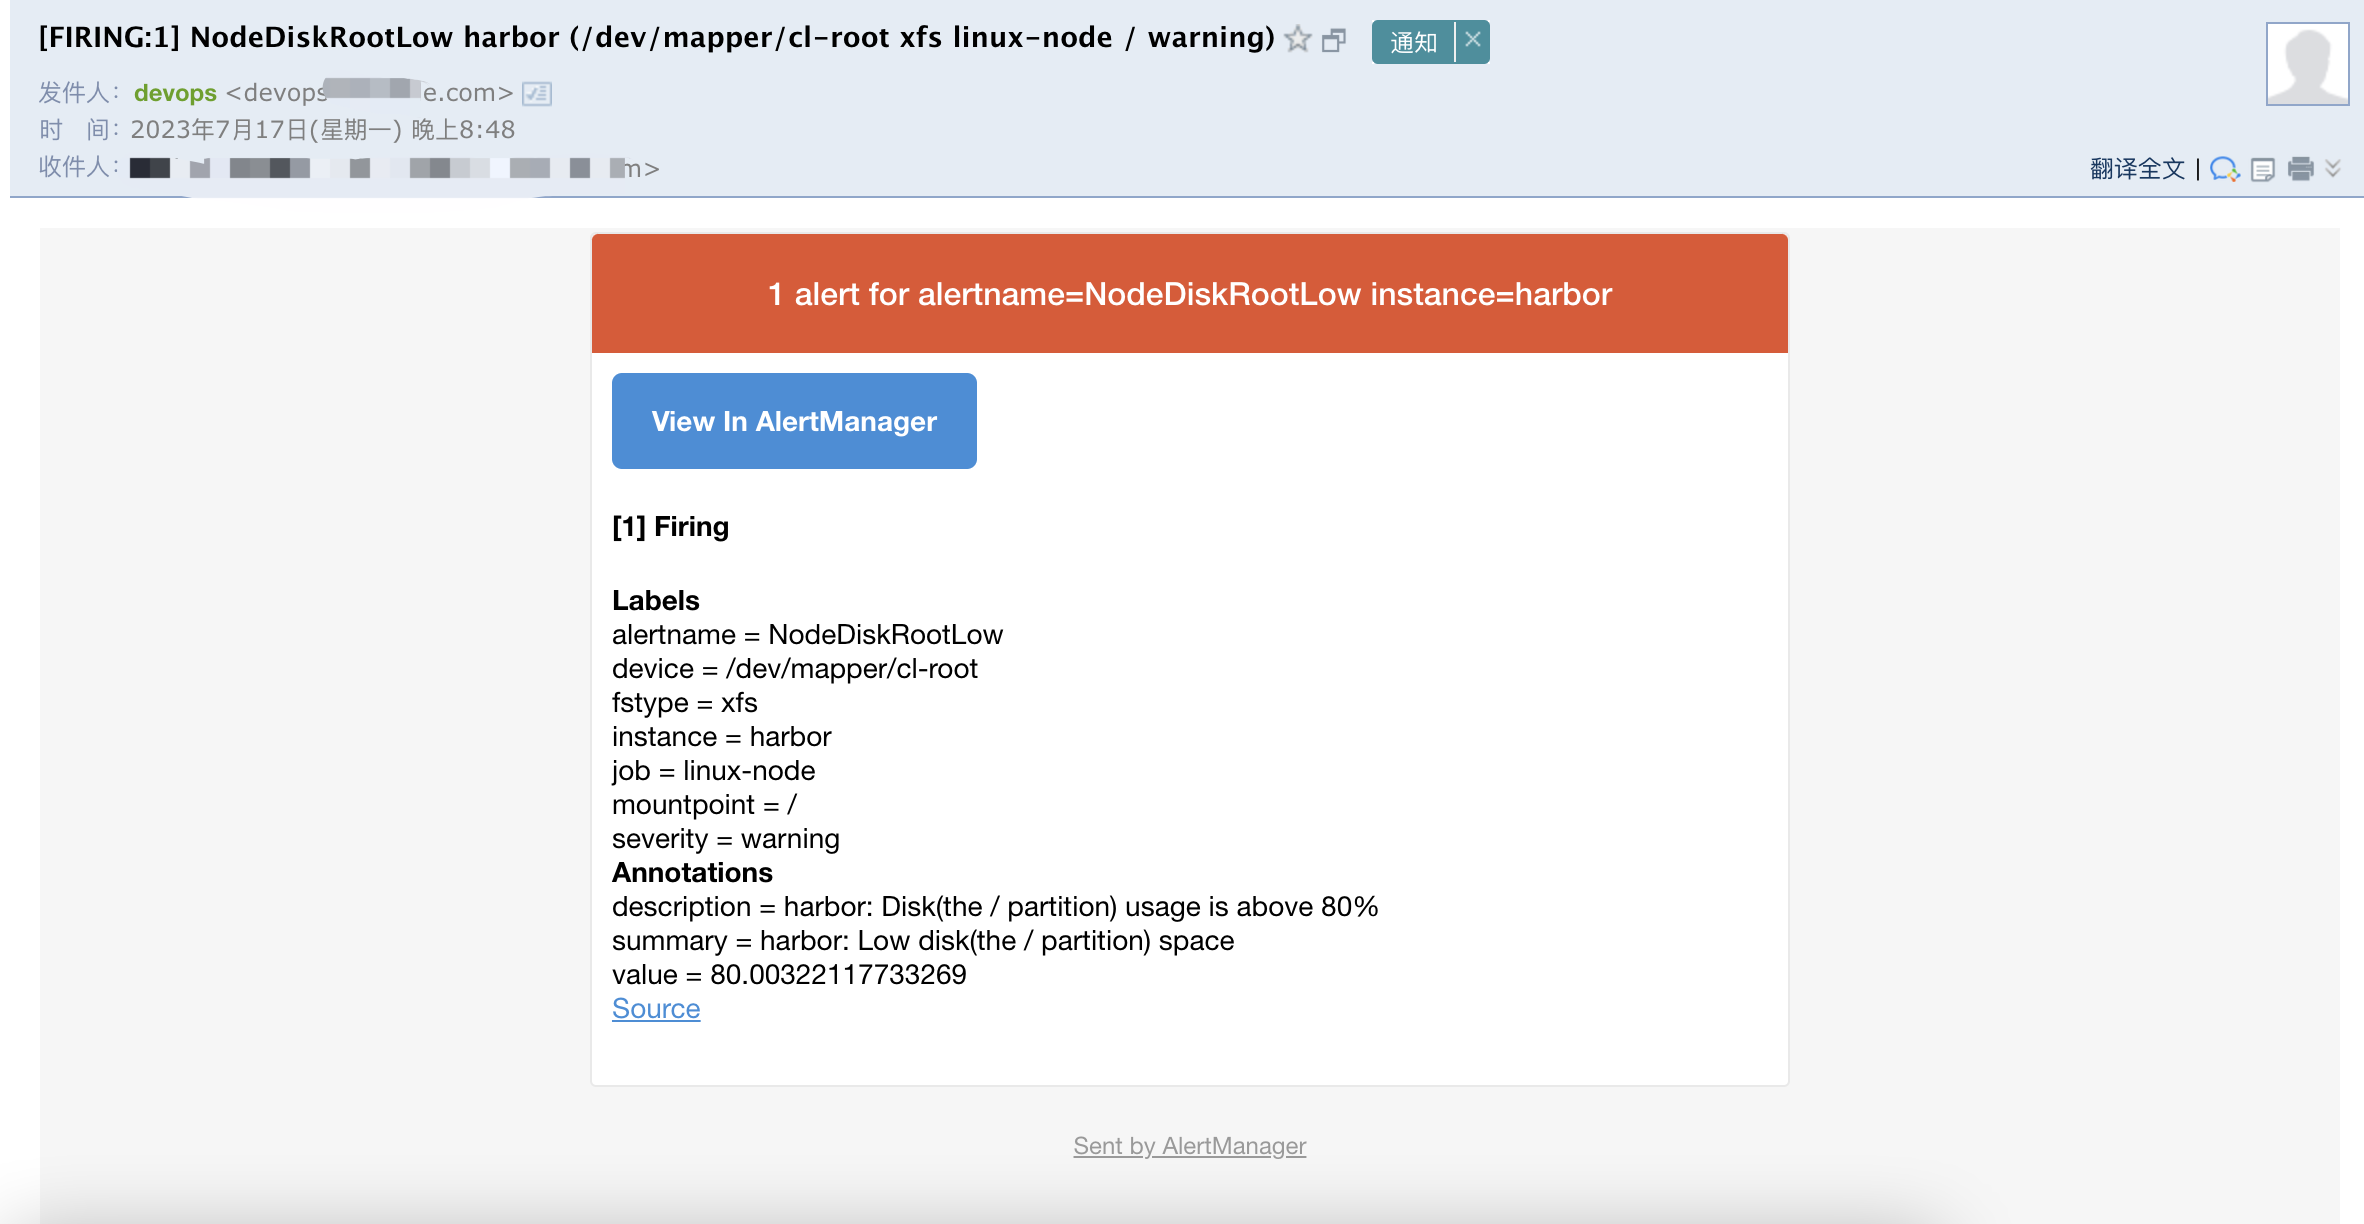 [FIRING:1] NodeDiskRootLow harbor (/dev/mapper/cl-root xfs linux-node / warning) 通知
发件人：devops <devops e.com>
时 间：2023年7月17日(星期一) 晚上8:48
收件人： m>
翻译全文 |
1 alert for alertname=NodeDiskRootLow instance=harbor
View In AlertManager
[1] Firing
Labels
alertname = NodeDiskRootLow
device = /dev/mapper/cl-root
fstype = xfs
instance = harbor
job = linux-node
mountpoint = /
severity = warning
Annotations
description = harbor: Disk(the / partition) usage is above 80%
summary = harbor: Low disk(the / partition) space
value = 80.00322117733269
Source
Sent by AlertManager